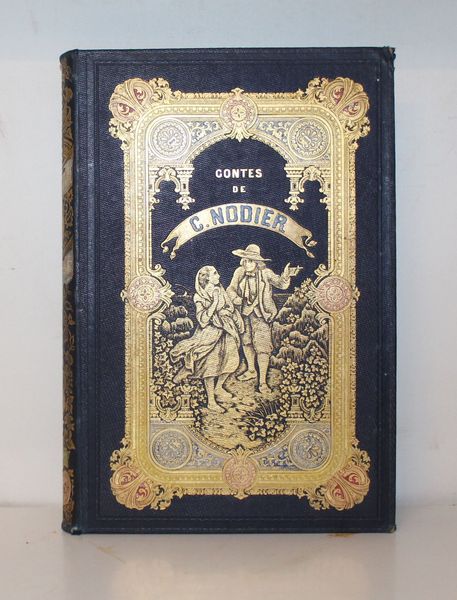 CONTES
DE
C. NODIER